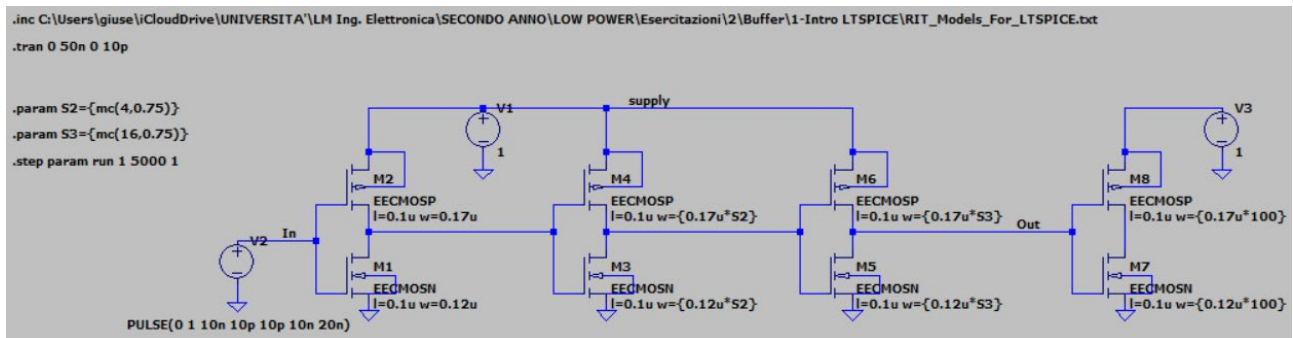 .inc C:\Users\giuse\iCloudDrive\UNIVERSITA'\LM Ing. Elettronica\SECONDO ANNO\LOW POWER\Esercitazioni\2\Buffer\1-Intro LTSPICE\RIT_Models_For_LTSPICE.txt
.tran 0 50n 0 10p
.param S2={mc(4,0.75)}
.param S3={mc(16,0.75)}
.step param run 1 5000 1
V1
1
supply
V3
1
M2
EECMOSP
l=0.1u w=0.17u
M4
EECMOSP
l=0.1u w={0.17u*S2}
M6
EECMOSP
l=0.1u w={0.17u*S3}
M8
EECMOSP
l=0.1u w={0.17u*100}
V2
In
Out
M1
EECMOSN
l=0.1u w=0.12u
M3
EECMOSN
l=0.1u w={0.12u*S2}
M5
EECMOSN
l=0.1u w={0.12u*S3}
M7
EECMOSN
l=0.1u w={0.12u*100}
PULSE(0 1 10n 10p 10p 10n 20n)